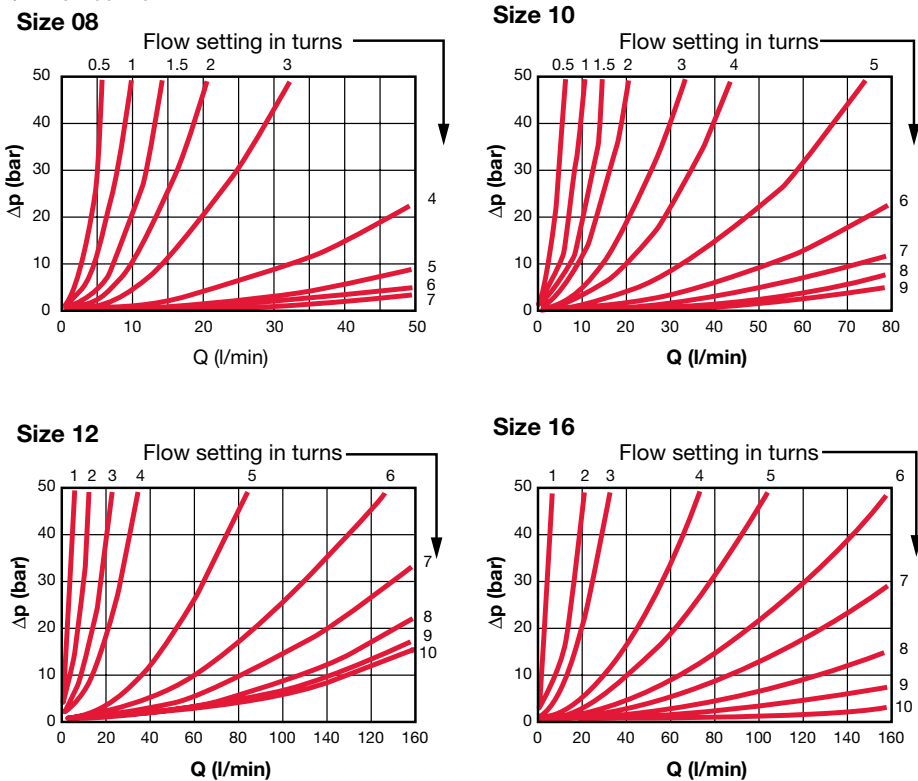 Size 08
Flow setting in turns
0.5 1 1.5 2 3
50
40
30
20
10
0
Δp (bar)
4
5
6
7
0 10 20 30 40 50
Q (l/min)
Size 10
Flow setting in turns
0.5 1 1.5 2 3 4 5
50
40
30
20
10
0
Δp (bar)
6
7
8
9
0 10 20 30 40 50 60 70 80
Q (l/min)
Size 12
Flow setting in turns
1 2 3 4 5 6
50
40
30
20
10
0
Δp (bar)
7
8
9
10
0 20 40 60 80 100 120 140 120 160
Q (l/min)
Size 16
Flow setting in turns
1 2 3 4 5 6
50
40
30
20
10
0
Δp (bar)
7
8
9
10
0 20 40 60 80 100 120 140 160
Q (l/min)